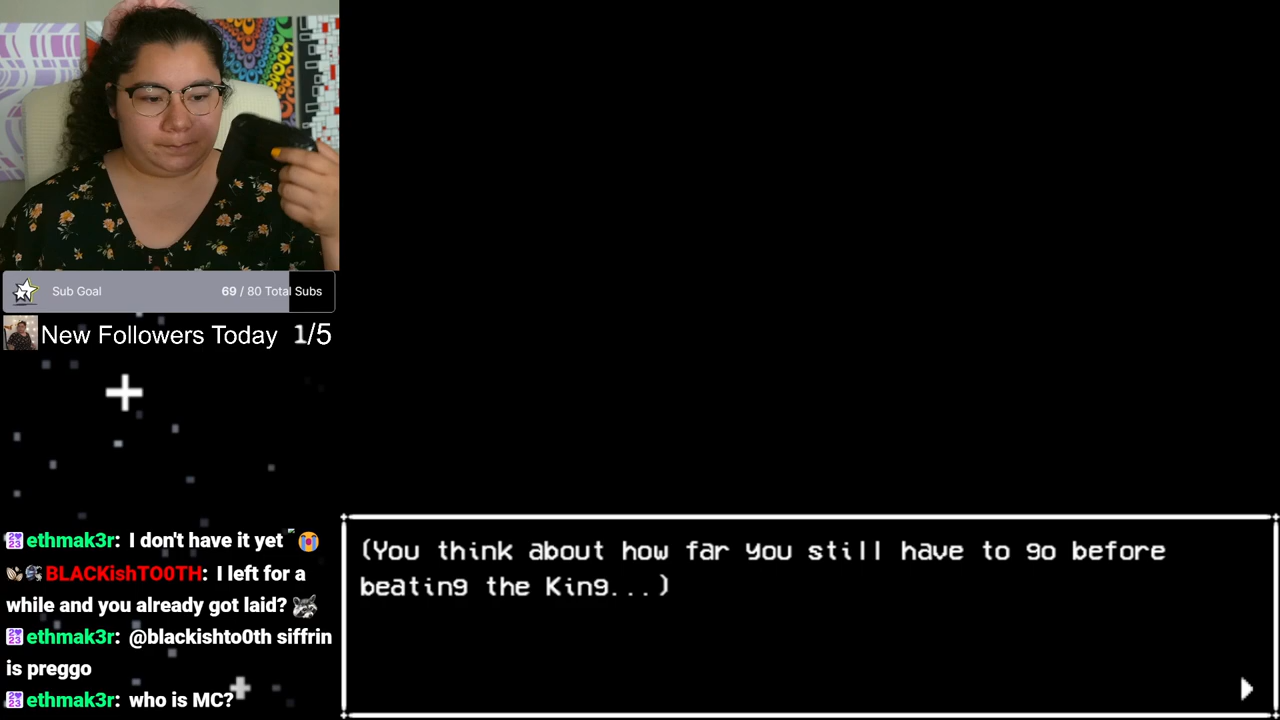 Sub Goal 69 / 80 Total Subs
New Followers Today 1/5
ethmak3r: I don't have it yet
BLACKishTO0TH: I left for a
while and you already got laid?
ethmak3r: @blackishto0th siffrin
is preggo
ethmak3r: who is MC?
(You think about how far you still have to go before
beating the King...)